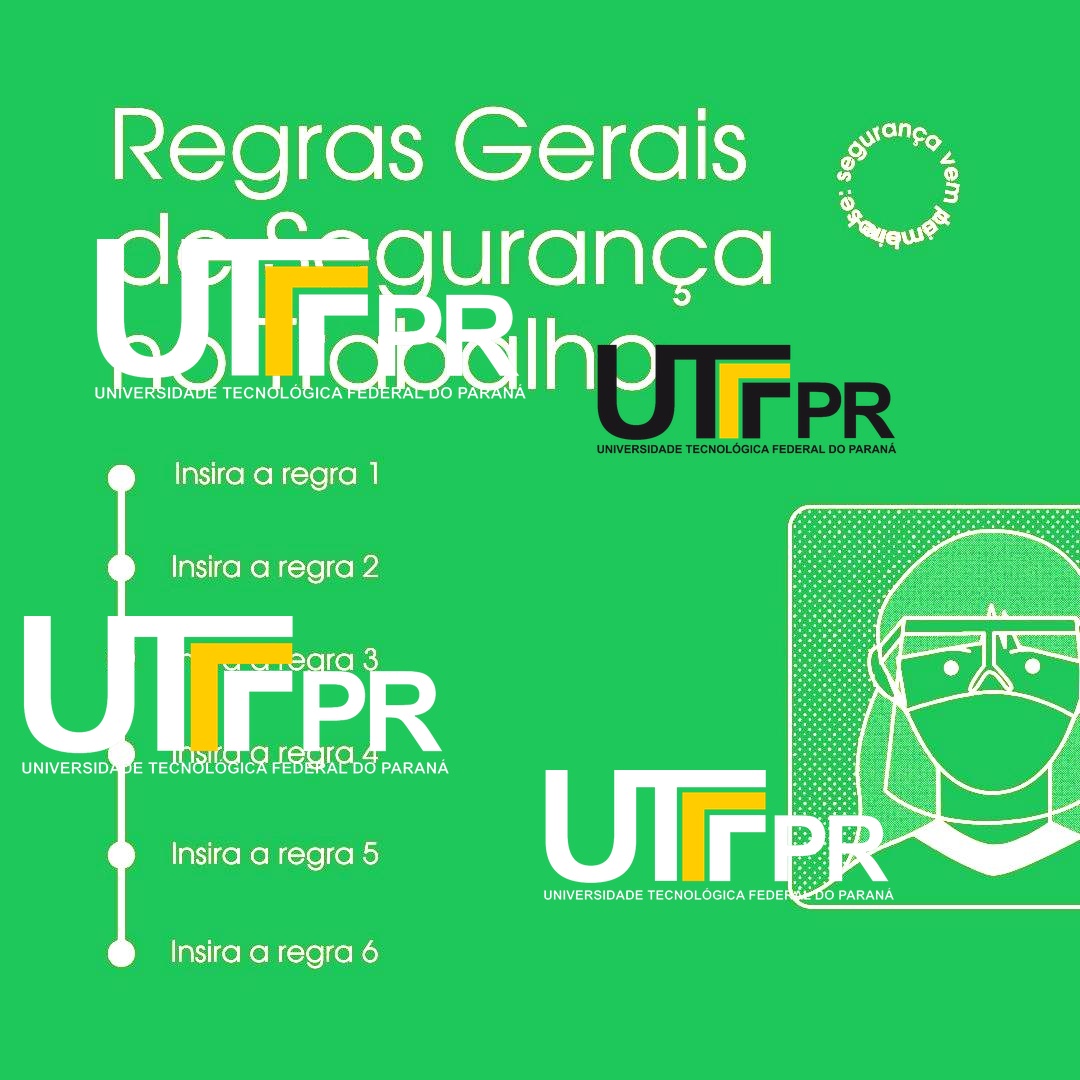 Regras Gerais
de Segurança
no Trabalho
segurança vem
UTFPR
UNIVERSIDADE TECNOLÓGICA FEDERAL DO PARANÁ
UTFPR
UNIVERSIDADE TECNOLÓGICA FEDERAL DO PARANÁ
Insira a regra 1
Insira a regra 2
Insira a regra 3
Insira a regra 4
UTFPR
UNIVERSIDADE TECNOLÓGICA FEDERAL DO PARANÁ
Insira a regra 5
UTFPR
UNIVERSIDADE TECNOLÓGICA FEDERAL DO PARANÁ
Insira a regra 6